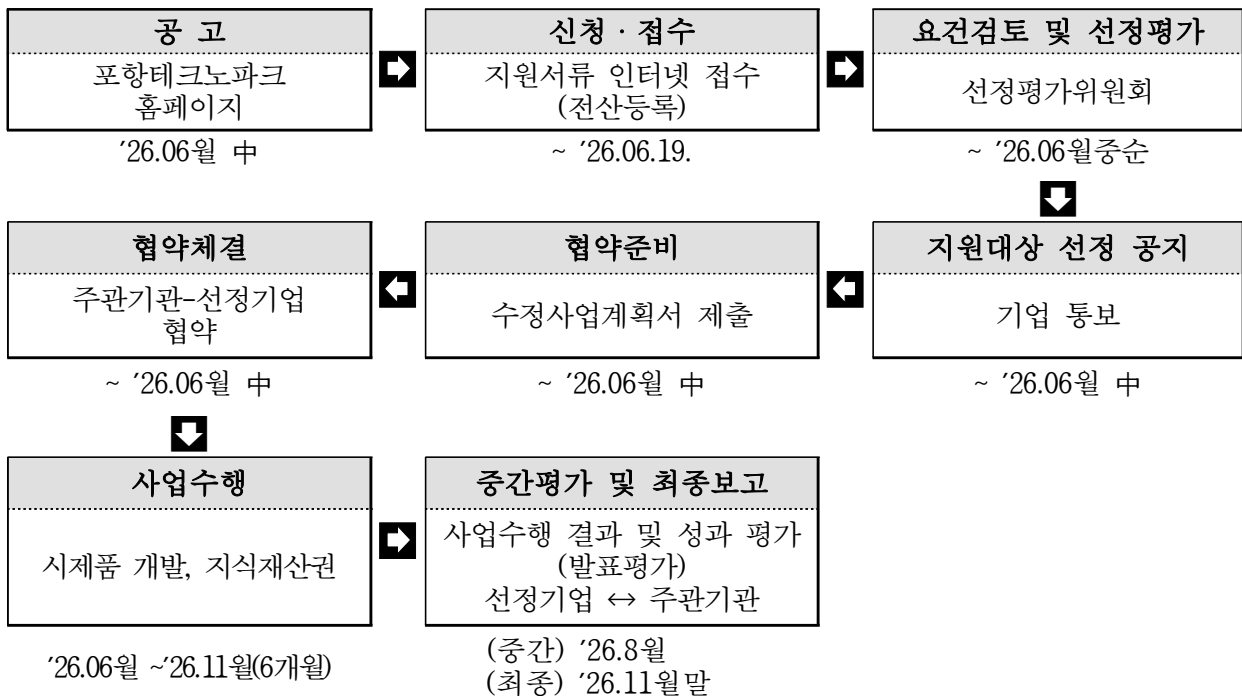 공 고
포항테크노파크
홈페이지
′26.06월 中
신청 · 접수
지원서류 인터넷 접수
(전산등록)
~ ′26.06.19.
요건검토 및 선정평가
선정평가위원회
~ ′26.06월중순
지원대상 선정 공지
기업 통보
~ ′26.06월 中
협약준비
수정사업계획서 제출
~ ′26.06월 中
협약체결
주관기관-선정기업
협약
~ ′26.06월 中
사업수행
시제품 개발, 지식재산권
′26.06월 ~′26.11월(6개월)
중간평가 및 최종보고
사업수행 결과 및 성과 평가
(발표평가)
선정기업 ↔ 주관기관
(중간) ′26.8월
(최종) ′26.11월말